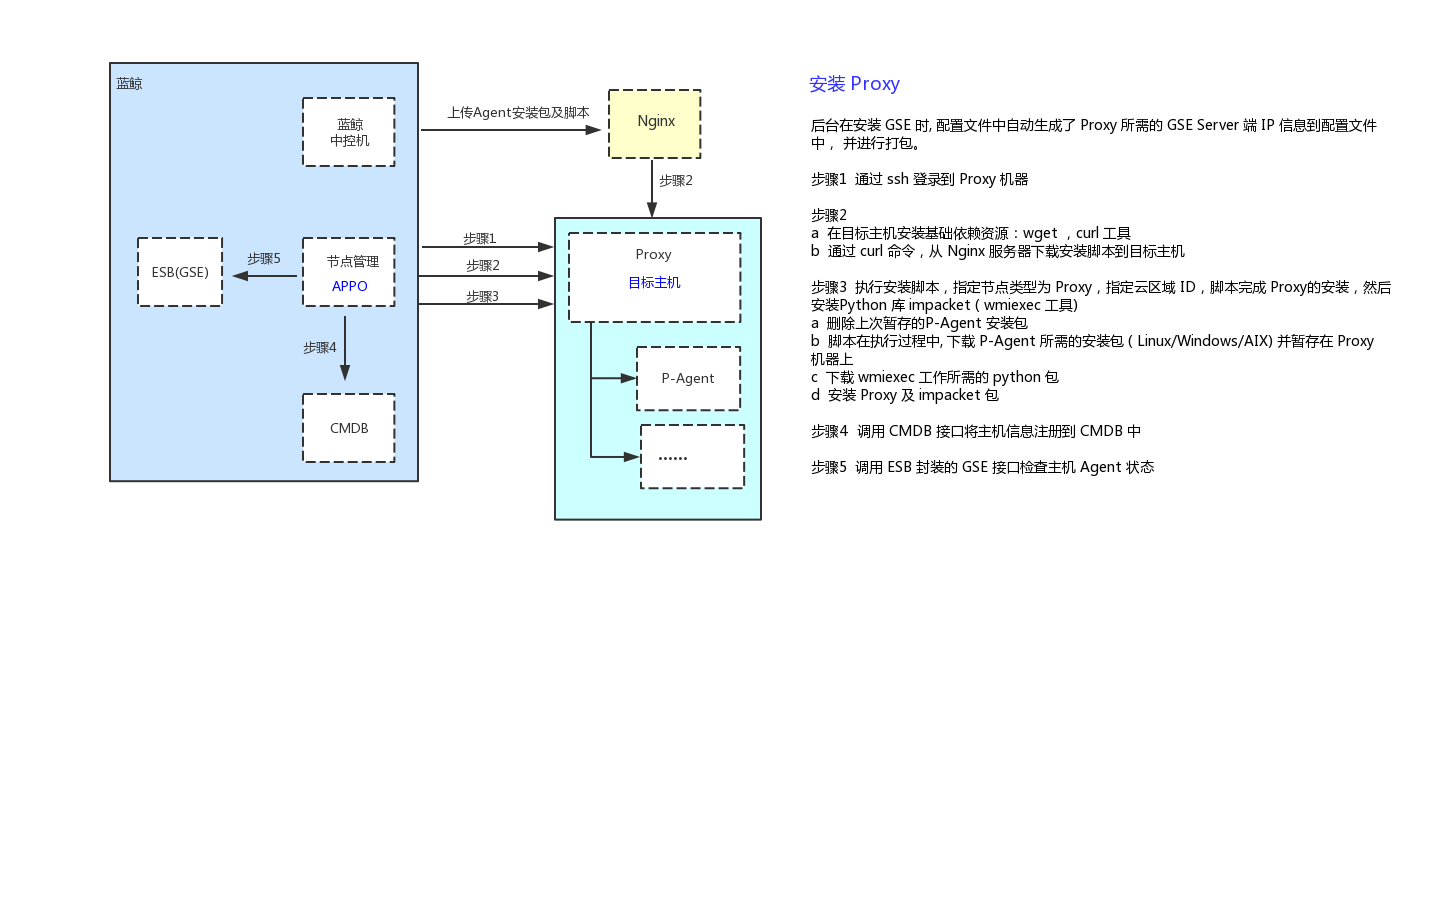 蓝鲸
蓝鲸
中控机
上传Agent安装包及脚本
Nginx
步骤2
步骤1
步骤2
步骤3
ESB(GSE)
步骤5
节点管理
APPO
步骤4
CMDB
Proxy
目标主机
P-Agent
......
安装 Proxy
后台在安装 GSE 时, 配置文件中自动生成了 Proxy 所需的 GSE Server 端 IP 信息到配置文件
中， 并进行打包。
步骤1 通过 ssh 登录到 Proxy 机器
步骤2
a 在目标主机安装基础依赖资源：wget ，curl 工具
b 通过 curl 命令，从 Nginx 服务器下载安装脚本到目标主机
步骤3 执行安装脚本，指定节点类型为 Proxy，指定云区域 ID，脚本完成 Proxy的安装，然后
安装Python 库 impacket ( wmiexec 工具)
a 删除上次暂存的P-Agent 安装包
b 脚本在执行过程中, 下载 P-Agent 所需的安装包 ( Linux/Windows/AIX) 并暂存在 Proxy
机器上
c 下载 wmiexec 工作所需的 python 包
d 安装 Proxy 及 impacket 包
步骤4 调用 CMDB 接口将主机信息注册到 CMDB 中
步骤5 调用 ESB 封装的 GSE 接口检查主机 Agent 状态